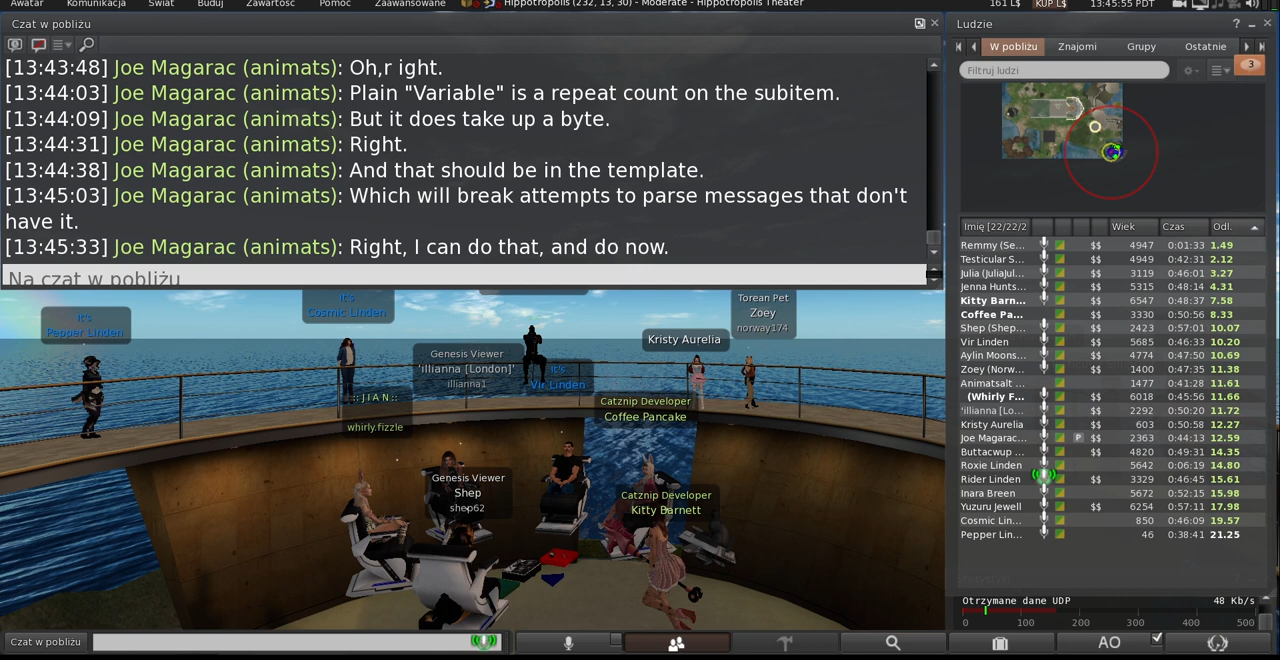 Awatar Komunikacja Świat Buduj Zawartość Pomoc Zaawansowane Hippotropolis (232, 13, 30) - Moderate - Hippotropolis Theater 161 L$ KUP L$ 13:45:55 PDT
Czat w pobliżu
[13:43:48] Joe Magarac (animats): Oh,r ight.
[13:44:03] Joe Magarac (animats): Plain "Variable" is a repeat count on the subitem.
[13:44:09] Joe Magarac (animats): But it does take up a byte.
[13:44:31] Joe Magarac (animats): Right.
[13:44:38] Joe Magarac (animats): And that should be in the template.
[13:45:03] Joe Magarac (animats): Which will break attempts to parse messages that don't
have it.
[13:45:33] Joe Magarac (animats): Right, I can do that, and do now.
Na czat w pobliżu
It's
Pepper Linden
It's
Cosmic Linden
Genesis Viewer
'illianna [London]'
illianna1
It's
Vir Linden
Kristy Aurelia
Torean Pet
Zoey
norway174
:: J I A N ::
whirly.fizzle
Catznip Developer
Coffee Pancake
Genesis Viewer
Shep
shep62
Catznip Developer
Kitty Barnett
Czat w pobliżu
Ludzie
W pobliżu Znajomi Grupy Ostatnie
Filtruj ludzi
3
Imię [22/22/2 Wiek Czas Odl.
Remmy (Se... $$ 4947 0:01:33 1.49
Testicular S... $$ 4949 0:42:31 2.12
Julia (JuliaJul... $$ 3119 0:46:01 3.27
Jenna Hunts... $$ 5315 0:48:14 4.31
Kitty Barn... $$ 6547 0:48:37 7.58
Coffee Pa... $$ 3330 0:50:56 8.33
Shep (Shep... $$ 2423 0:57:01 10.07
Vir Linden $$ 5685 0:46:33 10.20
Aylin Moons... $$ 4774 0:47:50 10.69
Zoey (Norw... $$ 1400 0:47:35 11.38
Animatsalt ... 1477 0:41:28 11.61
(Whirly F... $$ 6018 0:45:56 11.66
'illianna [Lo... $$ 2292 0:50:20 11.72
Kristy Aurelia $$ 603 0:50:58 12.27
Joe Magarac... P $$ 2363 0:44:13 12.59
Buttacwup ... $$ 4820 0:49:31 14.35
Roxie Linden 5642 0:06:19 14.80
Rider Linden $$ 3329 0:46:45 15.61
Inara Breen 5672 0:52:15 15.98
Yuzuru Jewell $$ 6254 0:57:11 17.98
Cosmic Lin... 850 0:46:09 19.57
Pepper Lin... 46 0:38:41 21.25
Otrzymane dane UDP 48 Kb/s
0 100 200 300 400 500
AO